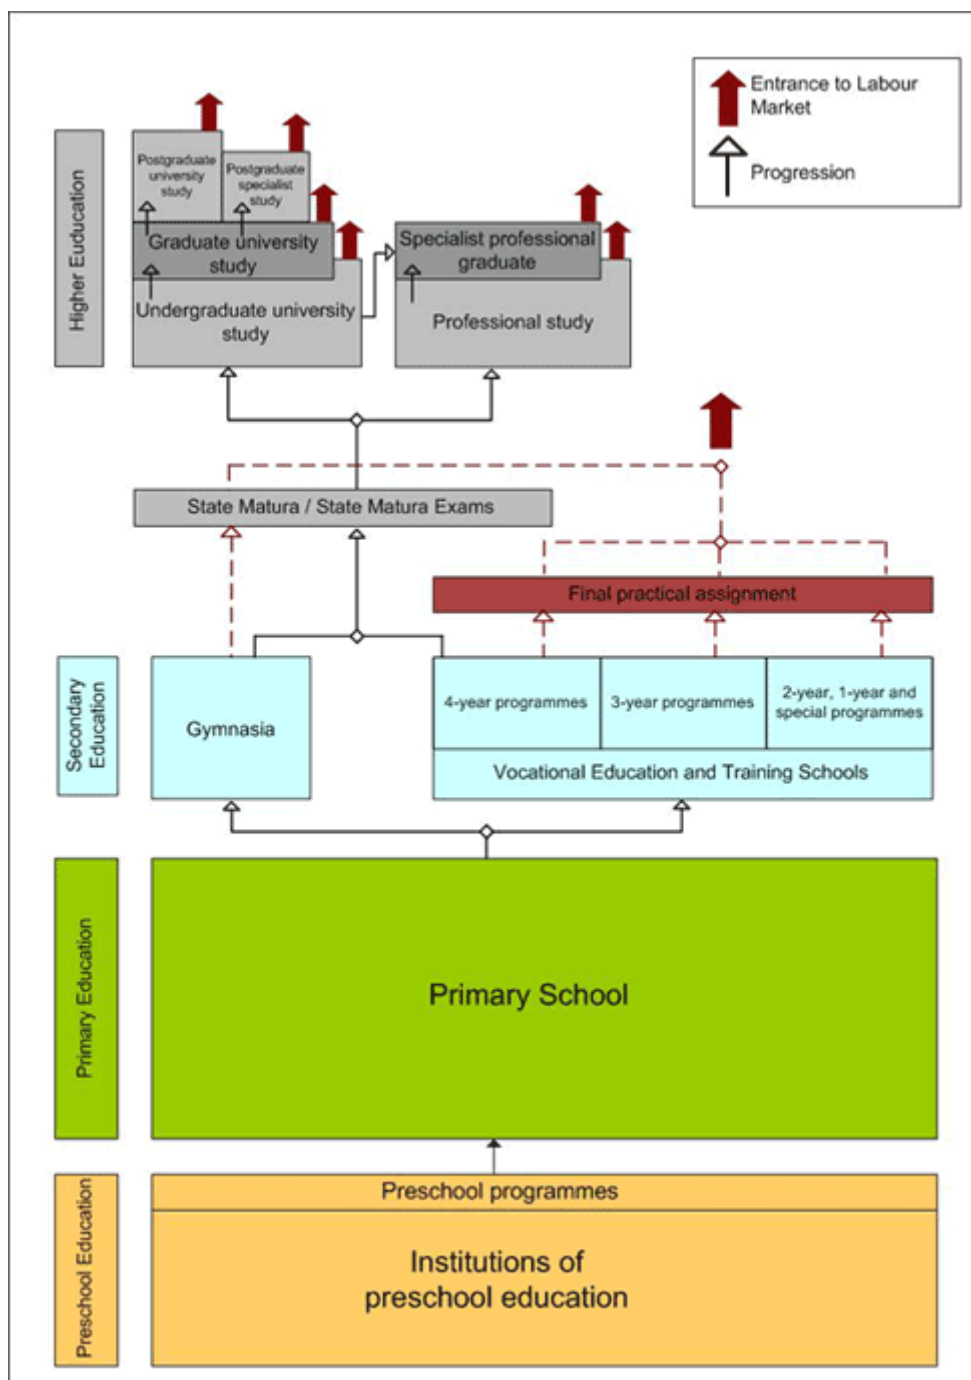 Entrance to Labour
Market
Progression
Higher Euducation
Postgraduate
university
study
Postgraduate
specialist
study
Graduate university
study
Undergraduate university
study
Specialist professional
graduate
Professional study
State Matura / State Matura Exams
Final practical assignment
Secondary
Education
Gymnasia
4-year programmes
3-year programmes
2-year, 1-year and
special programmes
Vocational Education and Training Schools
Primary Education
Primary School
Preschool Education
Preschool programmes
Institutions of
preschool education